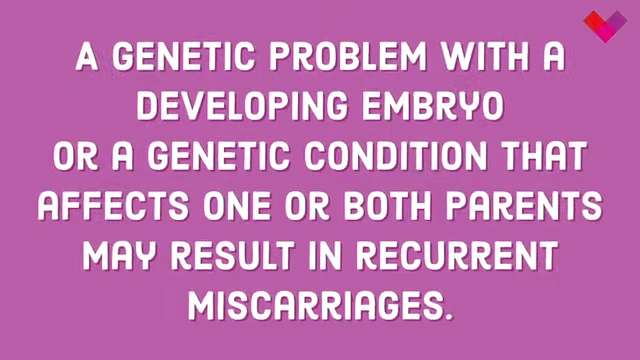 A GENETIC PROBLEM WITH A
DEVELOPING EMBRYO
OR A GENETIC CONDITION THAT
AFFECTS ONE OR BOTH PARENTS
MAY RESULT IN RECURRENT
MISCARRIAGES.